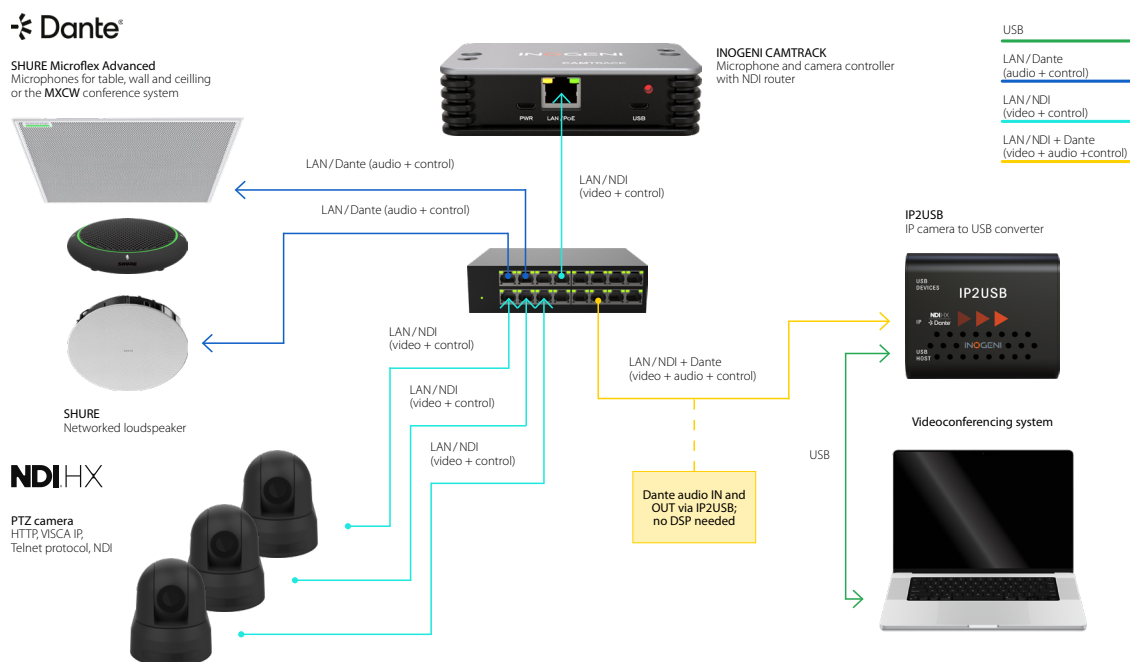 Dante®
SHURE Microflex Advanced
Microphones for table, wall and ceilling
or the MXCW conference system
INOGENI
CAMTRACK
PWR
LAN / PoE
USB
INOGENI CAMTRACK
Microphone and camera controller
with NDI router
USB
LAN/Dante
(audio + control)
LAN/NDI
(video + control)
LAN/NDI + Dante
(video + audio +control)
LAN/Dante (audio + control)
LAN/Dante (audio + control)
LAN/NDI
(video + control)
SHURE
IP2USB
IP camera to USB converter
USB
DEVICES
IP2USB
IP
NDI HX
Dante
INOGENI
USB
HOST
LAN/NDI
(video + control)
LAN/NDI
(video + control)
LAN/NDI
(video + control)
LAN/NDI + Dante
(video + audio + control)
SHURE
Networked loudspeaker
Videoconferencing system
USB
NDI HX
PTZ camera
HTTP, VISCA IP,
Telnet protocol, NDI
Dante audio IN and
OUT via IP2USB;
no DSP needed